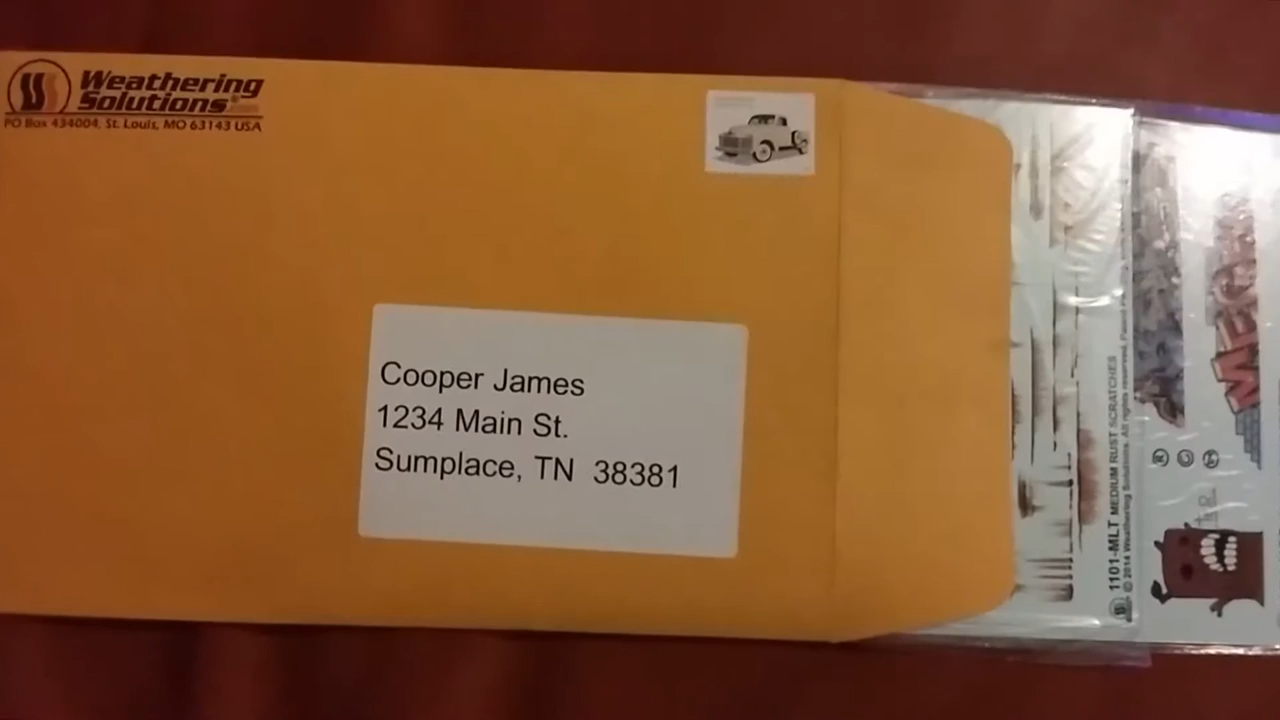 Weathering
Solutions
PO Box 434004, St. Louis, MO 63143 USA
Cooper James
1234 Main St.
Sumplace, TN 38381
1101-MLT MEDIUM RUST SCRATCHES
© 2014 Weathering Solutions. All rights reserved.
® © M